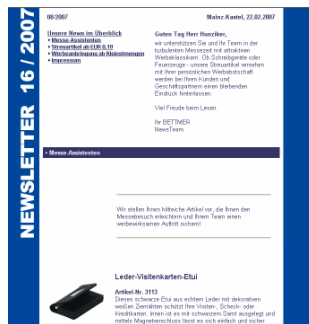 NEWSLETTER 16 / 2007
08/2007
Mainz-Kastel, 22.02.2007
Unsere News im Überblick
• Messe-Assistenten
• Streuartikel ab EUR 0,19
• Werbeanbringung ab Kleinstmengen
• Impressum
Guten Tag Herr Hunziker,
wir unterstützen Sie und Ihr Team in der
turbulenten Messezeit mit attraktiven
Werbeklassikern. Ob Schreibgeräte oder
Feuerzeuge - unsere Streuartikel versehen
mit Ihrer persönlichen Werbebotschaft
werden bei Ihren Kunden und
Geschäftspartnern einen bleibenden
Eindruck hinterlassen.
Viel Freude beim Lesen.
Ihr BETTMER
NewsTeam
• Messe-Assistenten
Wir stellen Ihnen hilfreiche Artikel vor, die Ihnen den
Messebesuch erleichtern und Ihrem Team einen
werbewirksamen Auftritt sichern!
Leder-Visitenkarten-Etui
Artikel-Nr. 3113
Dieses schwarze Etui aus echtem Leder mit dekorativen
weißen Ziernähten schützt Ihre Visiten-, Scheck- oder
Kreditkarten. Innen ist es mit schwarzem Samt ausgelegt und
mittels Magnetverschluss lässt es sich einfach und sicher